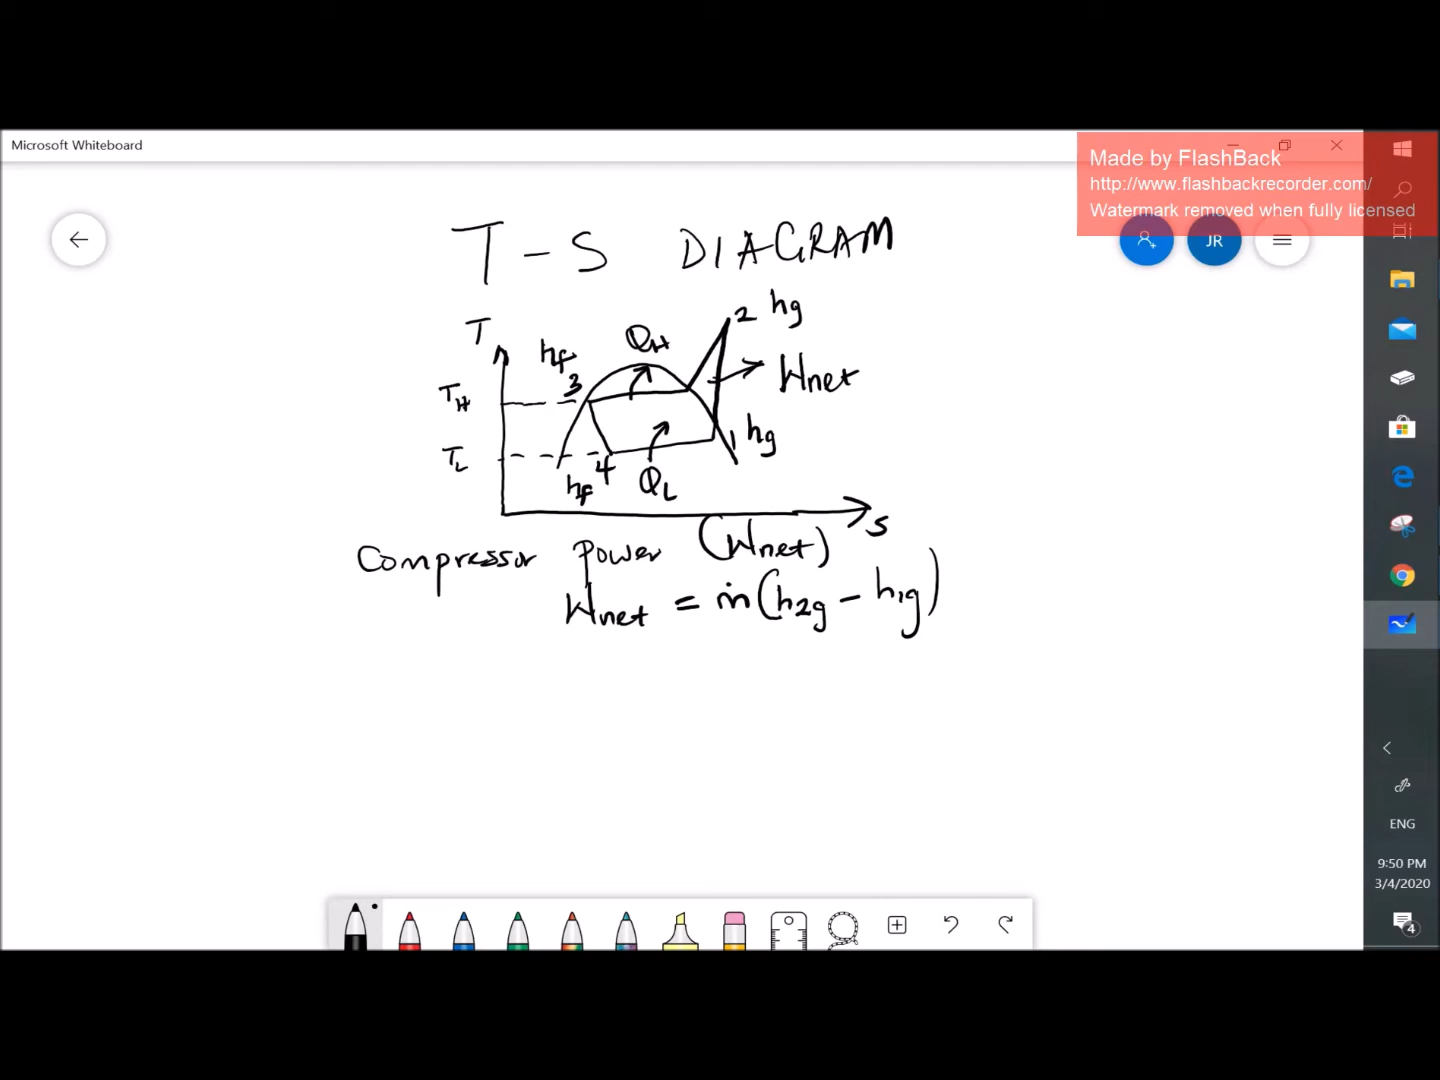 Microsoft Whiteboard
Made by FlashBack
http://www.flashbackrecorder.com/
Watermark removed when fully licensed
JR
T-S DIAGRAM
T
hf
QH
2 hg
TH
3
Wnet
TL
1 hg
hf 4
QL
S
Compressor power (Wnet)
Wnet = ṁ(h2g - h1g)
ENG
9:50 PM
3/4/2020
4